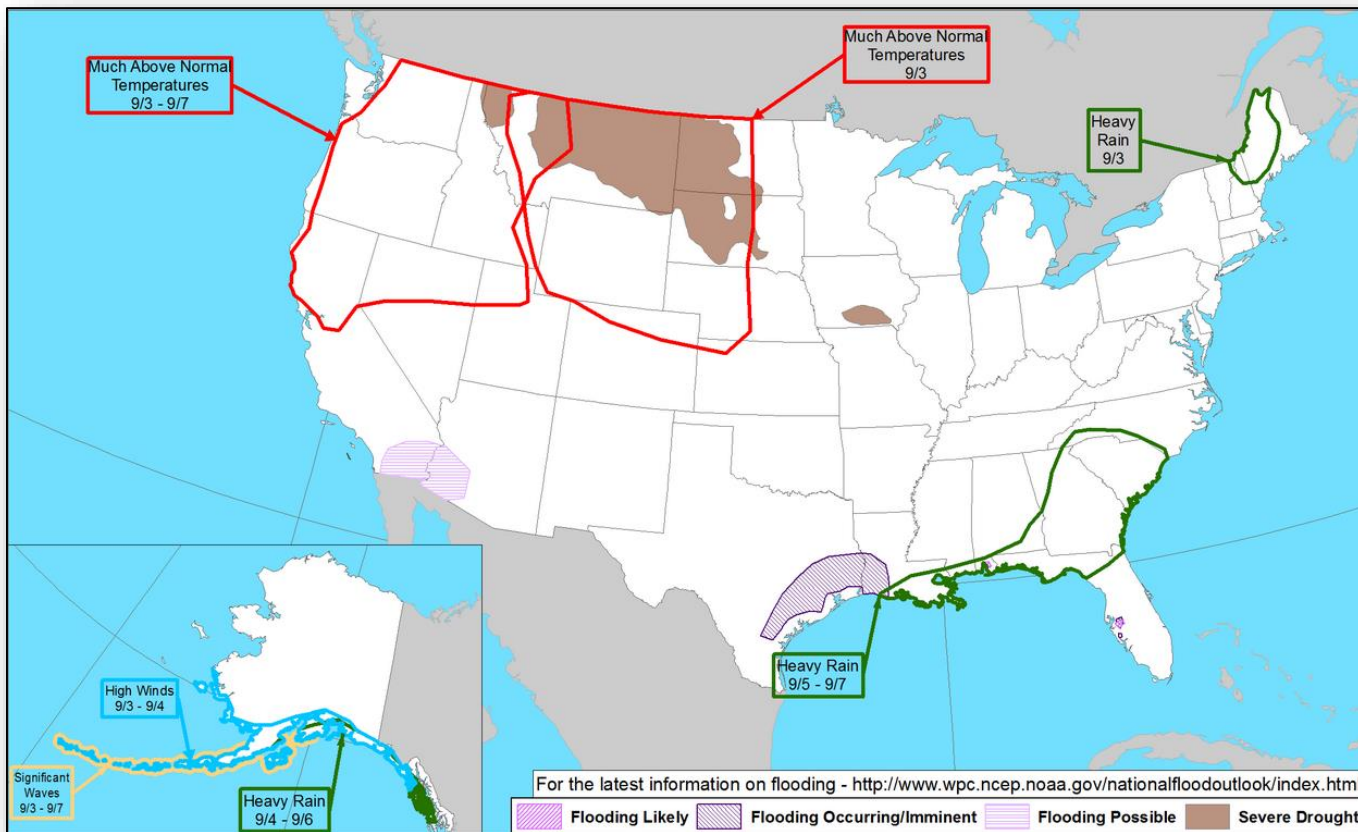 Much Above Normal
Temperatures
9/3 - 9/7
Much Above Normal
Temperatures
9/3
Heavy
Rain
9/3
Heavy Rain
9/5 - 9/7
High Winds
9/3 - 9/4
Significant
Waves
9/3 - 9/7
Heavy Rain
9/4 - 9/6
For the latest information on flooding - http://www.wpc.ncep.noaa.gov/nationalfloodoutlook/index.htm
Flooding Likely
Flooding Occurring/Imminent
Flooding Possible
Severe Drought